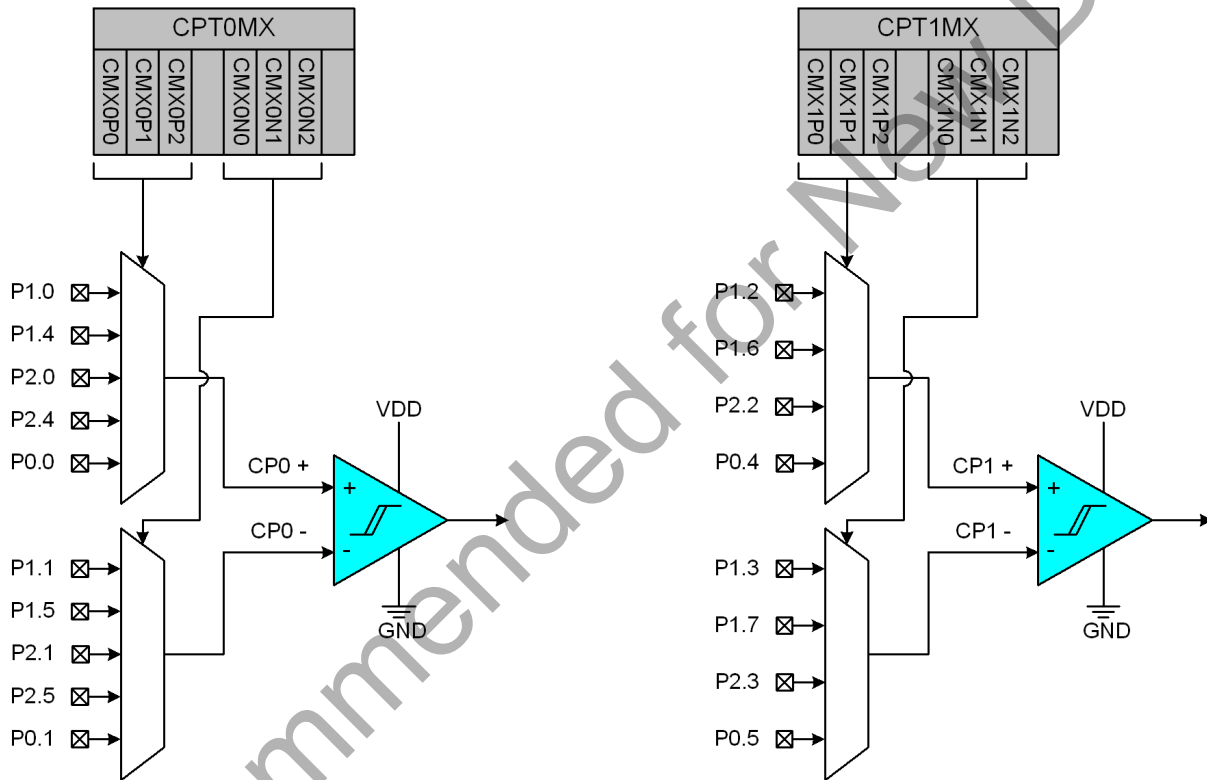 CPT0MX
CMX0P0
CMX0P1
CMX0P2
CMX0N0
CMX0N1
CMX0N2
P1.0
P1.4
P2.0
P2.4
P0.0
CP0 +
VDD
+
CP0 -
-
GND
P1.1
P1.5
P2.1
P2.5
P0.1
CPT1MX
CMX1P0
CMX1P1
CMX1P2
CMX1N0
CMX1N1
CMX1N2
P1.2
P1.6
P2.2
P0.4
CP1 +
VDD
+
CP1 -
-
GND
P1.3
P1.7
P2.3
P0.5
mmended for New D